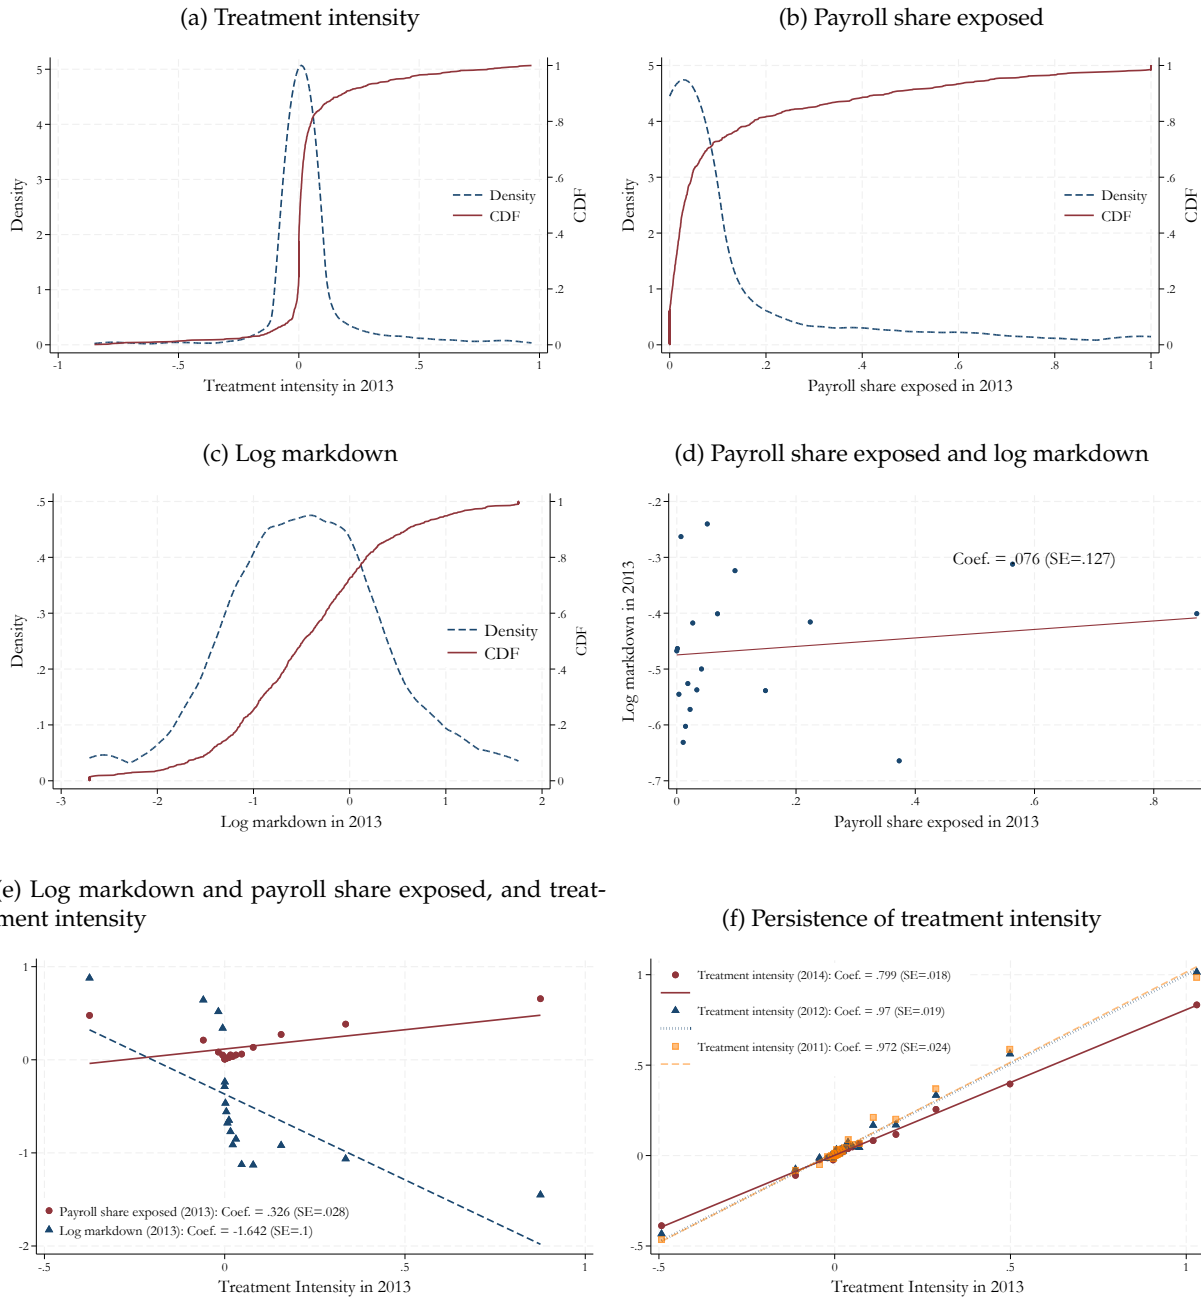 (a) Treatment intensity
5
4
3
2
1
0
Density
1
.8
.6
.4
.2
0
CDF
Density
CDF
-1
-.5
0
.5
1
Treatment intensity in 2013
(b) Payroll share exposed
5
4
3
2
1
0
Density
1
.8
.6
.4
.2
0
CDF
Density
CDF
0
.2
.4
.6
.8
1
Payroll share exposed in 2013
(c) Log markdown
.5
.4
.3
.2
.1
0
Density
1
.8
.6
.4
.2
0
CDF
Density
CDF
-3
-2
-1
0
1
2
Log markdown in 2013
(d) Payroll share exposed and log markdown
-.2
-.3
-.4
-.5
-.6
-.7
Log markdown in 2013
Coef. = .076 (SE=.127)
0
.2
.4
.6
.8
Payroll share exposed in 2013
(e) Log markdown and payroll share exposed, and treat-
ment intensity
1
0
-1
-2
Payroll share exposed (2013): Coef. = .326 (SE=.028)
Log markdown (2013): Coef. = -1.642 (SE=.1)
-.5
0
.5
1
Treatment Intensity in 2013
(f) Persistence of treatment intensity
1
.5
0
-.5
Treatment intensity (2014): Coef. = .799 (SE=.018)
Treatment intensity (2012): Coef. = .97 (SE=.019)
Treatment intensity (2011): Coef. = .972 (SE=.024)
-.5
0
.5
1
Treatment Intensity in 2013